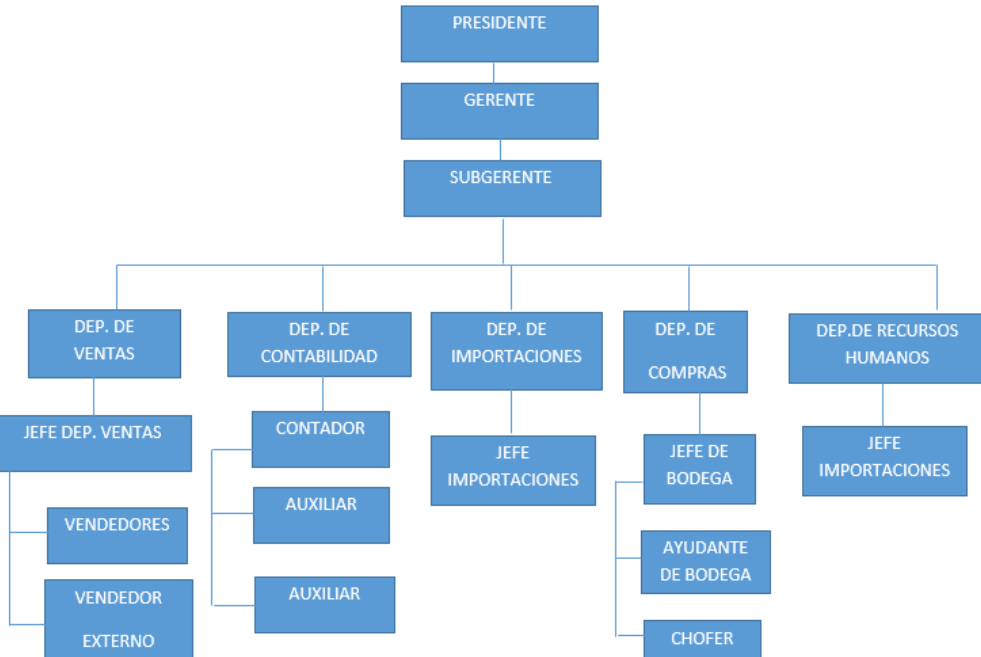 PRESIDENTE
GERENTE
SUBGERENTE
DEP. DE
VENTAS
DEP. DE
CONTABILIDAD
DEP. DE
IMPORTACIONES
DEP. DE
COMPRAS
DEP.DE RECURSOS
HUMANOS
JEFE DEP. VENTAS
CONTADOR
JEFE
IMPORTACIONES
JEFE DE
BODEGA
JEFE
IMPORTACIONES
VENDEDORES
AUXILIAR
AYUDANTE
DE BODEGA
VENDEDOR
EXTERNO
AUXILIAR
CHOFER